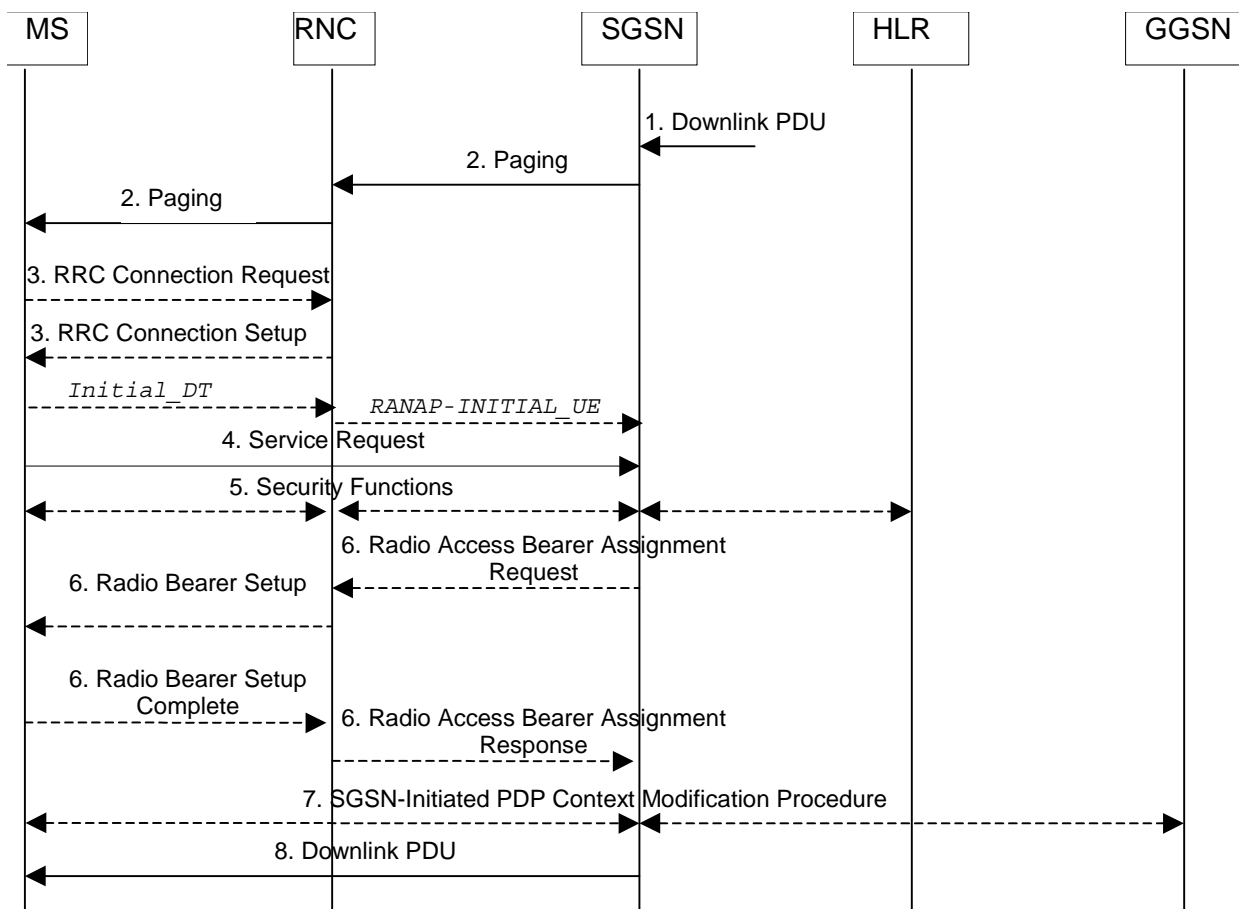 MS RNC SGSN HLR GGSN
1. Downlink PDU
2. Paging
2. Paging
3. RRC Connection Request
3. RRC Connection Setup
Initial_DT
RANAP-INITIAL_UE
4. Service Request
5. Security Functions
6. Radio Access Bearer Assignment
Request
6. Radio Bearer Setup
6. Radio Bearer Setup
Complete
6. Radio Access Bearer Assignment
Response
7. SGSN-Initiated PDP Context Modification Procedure
8. Downlink PDU